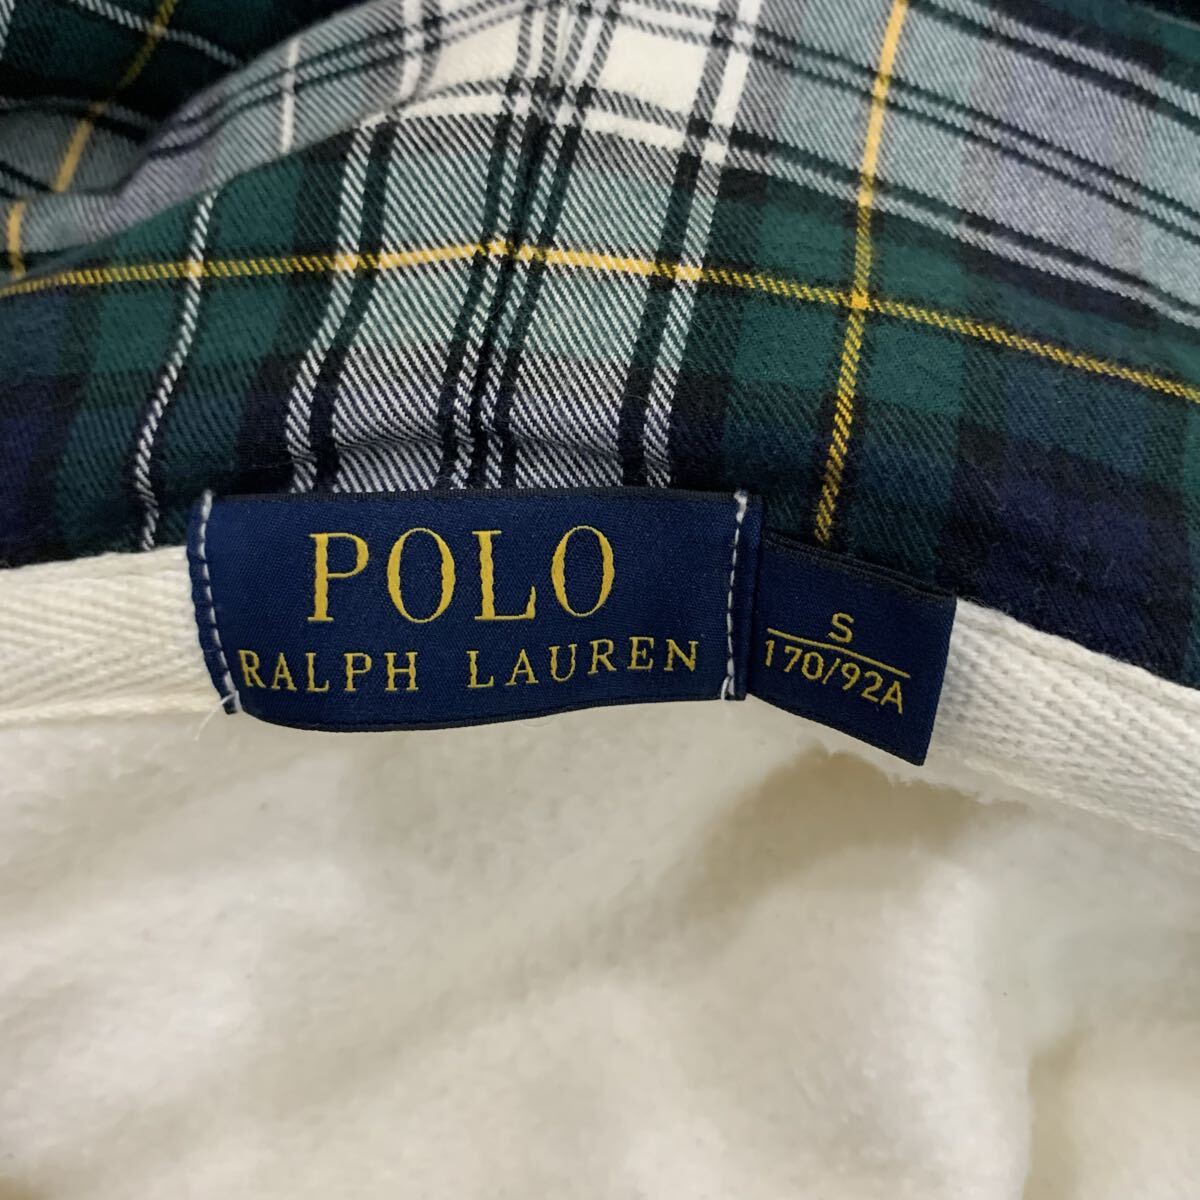 POLO
RALPH LAUREN
S
170/92A